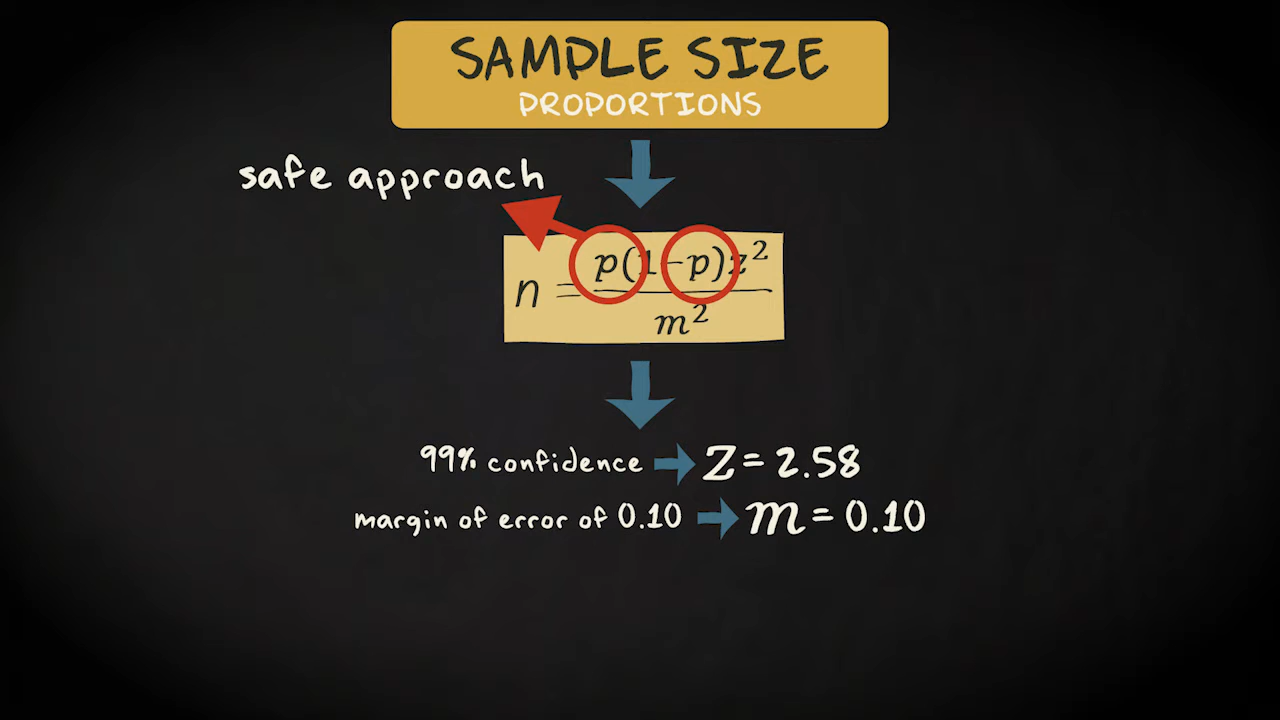 SAMPLE SIZE
PROPORTIONS
safe approach
n = p(1−p)z² / m²
99% confidence Z = 2.58
margin of error of 0.10 m = 0.10